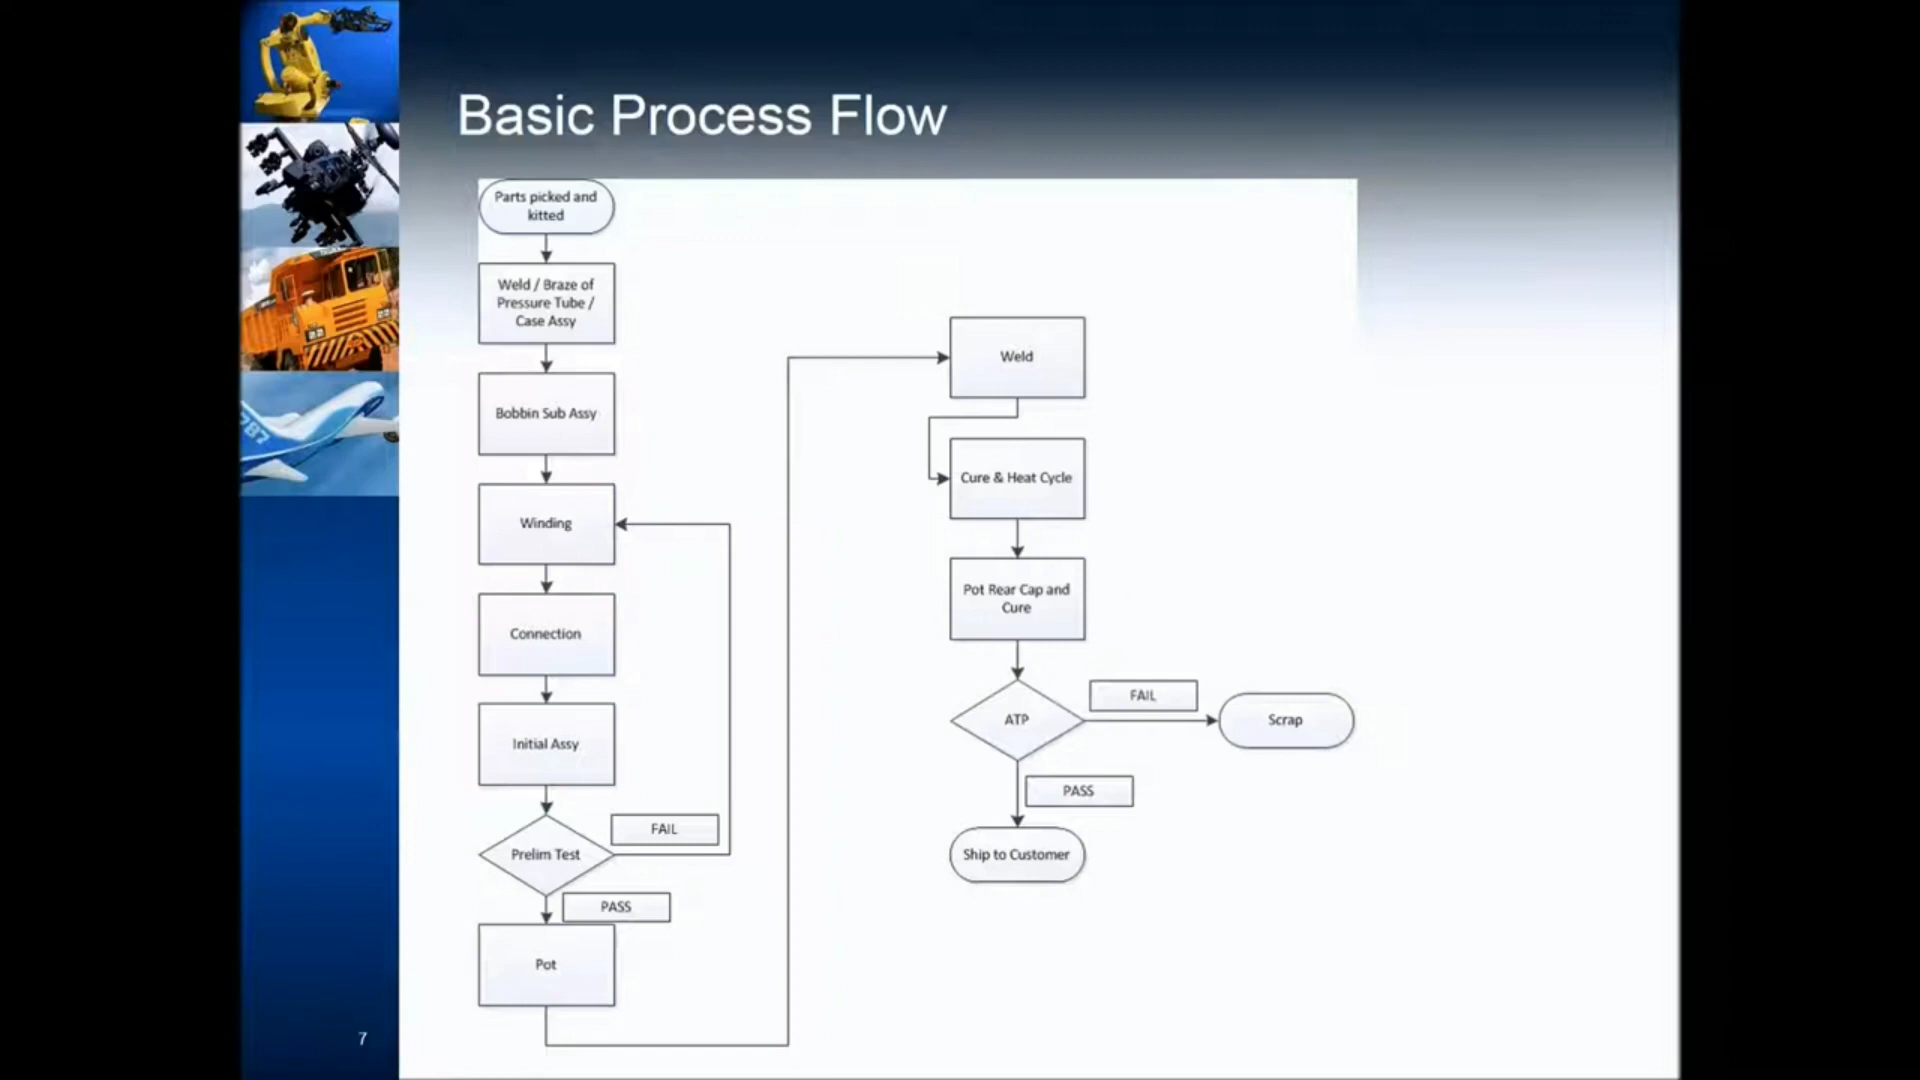 Basic Process Flow
Parts picked and
kitted
Weld / Braze of
Pressure Tube /
Case Assy
Bobbin Sub Assy
Winding
Connection
Initial Assy
FAIL
Prelim Test
PASS
Pot
Weld
Cure & Heat Cycle
Pot Rear Cap and
Cure
FAIL
ATP
Scrap
PASS
Ship to Customer
787
7